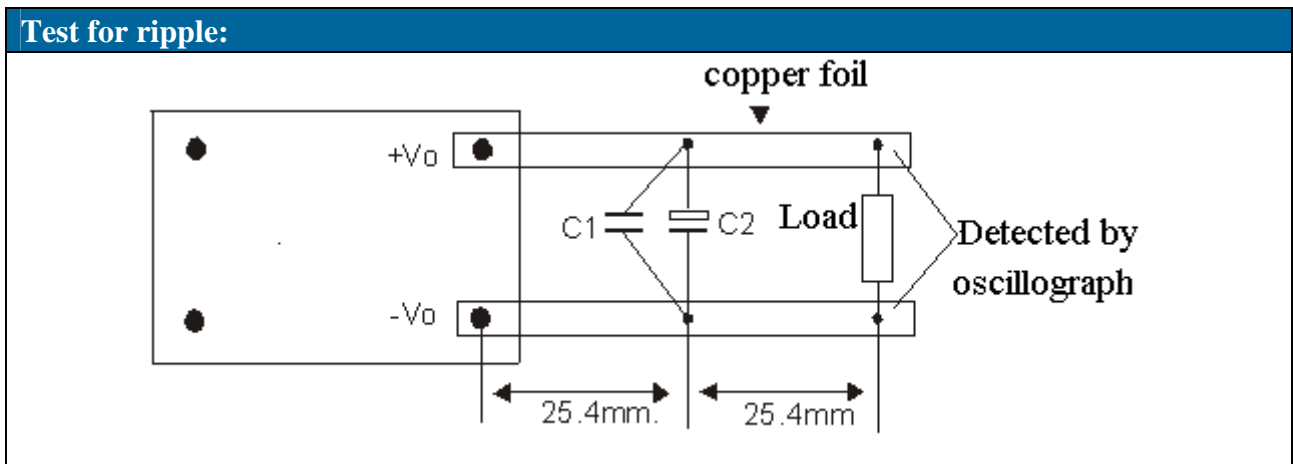 Test for ripple:
copper foil
+Vo
C1
C2
Load
Detected by
oscillograph
-Vo
25.4mm.
25.4mm